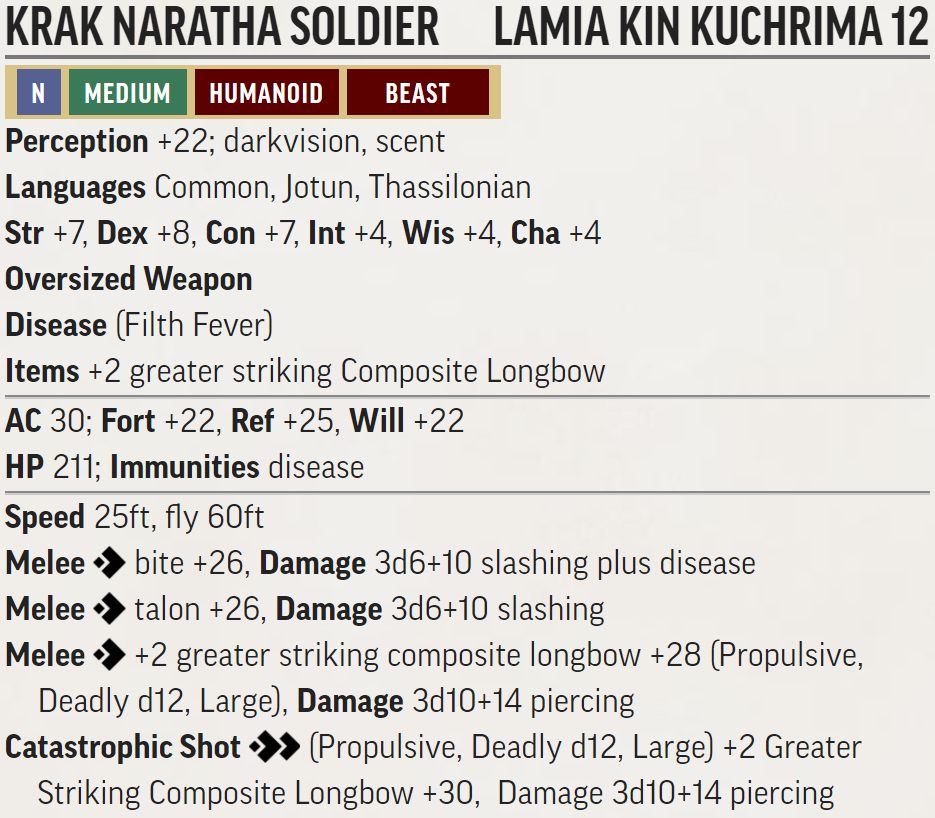 KRAK NARATHA SOLDIER LAMIA KIN KUCHRIMA 12
N MEDIUM HUMANOID BEAST
Perception +22; darkvision, scent
Languages Common, Jotun, Thassilonian
Str +7, Dex +8, Con +7, Int +4, Wis +4, Cha +4
Oversized Weapon
Disease (Filth Fever)
Items +2 greater striking Composite Longbow
AC 30; Fort +22, Ref +25, Will +22
HP 211; Immunities disease
Speed 25ft, fly 60ft
Melee bite +26, Damage 3d6+10 slashing plus disease
Melee talon +26, Damage 3d6+10 slashing
Melee +2 greater striking composite longbow +28 (Propulsive,
Deadly d12, Large), Damage 3d10+14 piercing
Catastrophic Shot (Propulsive, Deadly d12, Large) +2 Greater
Striking Composite Longbow +30, Damage 3d10+14 piercing